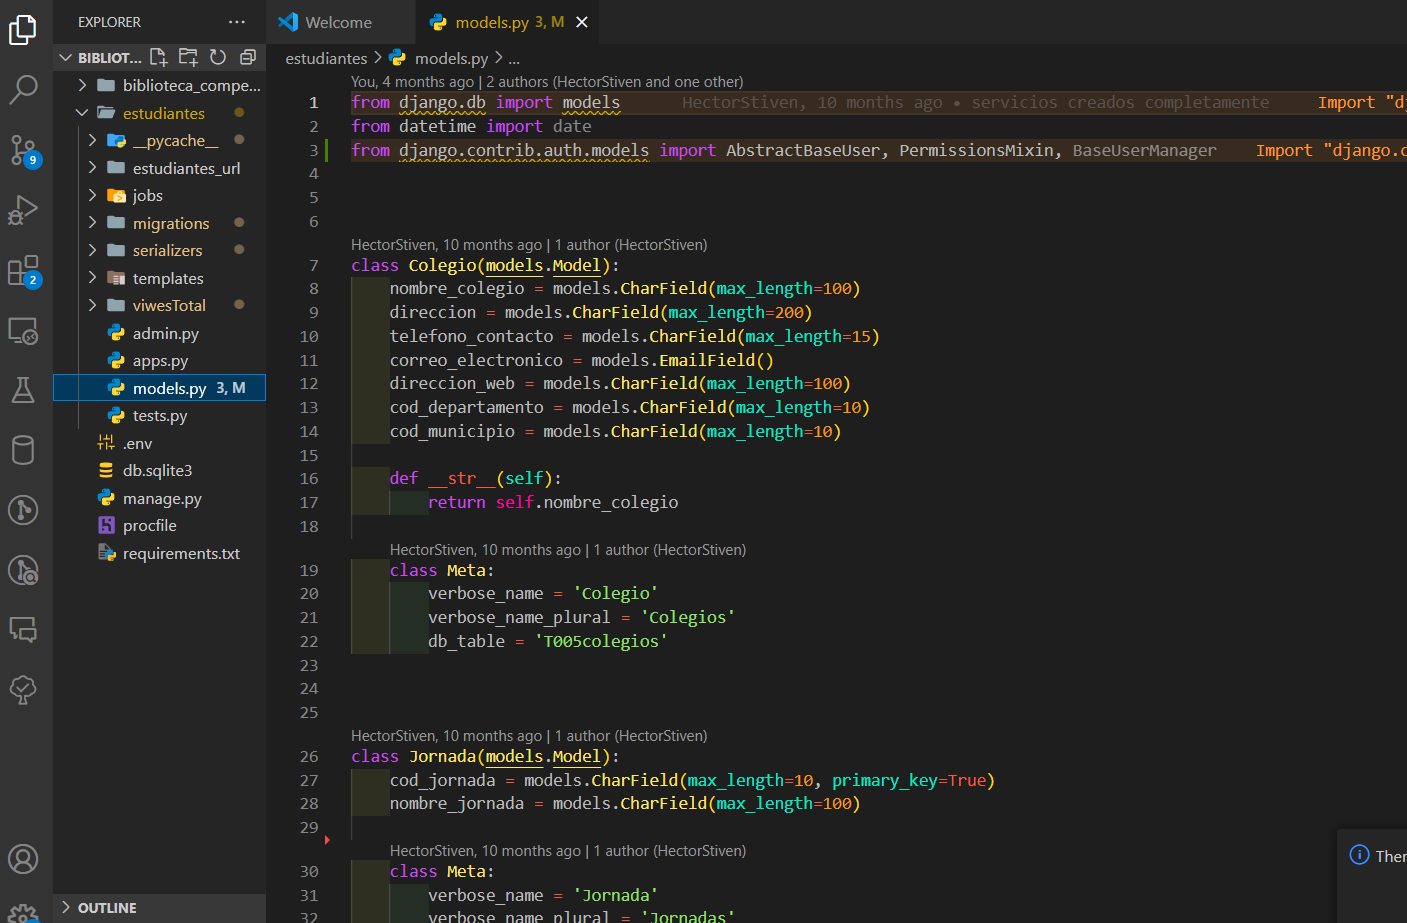 EXPLORER
BIBLIOT...
biblioteca_compe...
estudiantes
__pycache__
estudiantes_url
jobs
migrations
serializers
templates
viwesTotal
admin.py
apps.py
models.py 3, M
tests.py
.env
db.sqlite3
manage.py
procfile
requirements.txt
OUTLINE
9
2
Welcome
models.py 3, M
estudiantes > models.py > ...
You, 4 months ago | 2 authors (HectorStiven and one other)
1 from django.db import models HectorStiven, 10 months ago • servicios creados completamente Import "dj
2 from datetime import date
3 from django.contrib.auth.models import AbstractBaseUser, PermissionsMixin, BaseUserManager Import "django.c
4
5
6
HectorStiven, 10 months ago | 1 author (HectorStiven)
7 class Colegio(models.Model):
8 nombre_colegio = models.CharField(max_length=100)
9 direccion = models.CharField(max_length=200)
10 telefono_contacto = models.CharField(max_length=15)
11 correo_electronico = models.EmailField()
12 direccion_web = models.CharField(max_length=100)
13 cod_departamento = models.CharField(max_length=10)
14 cod_municipio = models.CharField(max_length=10)
15
16 def __str__(self):
17 return self.nombre_colegio
18
HectorStiven, 10 months ago | 1 author (HectorStiven)
19 class Meta:
20 verbose_name = 'Colegio'
21 verbose_name_plural = 'Colegios'
22 db_table = 'T005colegios'
23
24
25
HectorStiven, 10 months ago | 1 author (HectorStiven)
26 class Jornada(models.Model):
27 cod_jornada = models.CharField(max_length=10, primary_key=True)
28 nombre_jornada = models.CharField(max_length=100)
29
HectorStiven, 10 months ago | 1 author (HectorStiven)
30 class Meta:
31 verbose_name = 'Jornada'
32 verbose_name_plural = 'Jornadas'
Ther